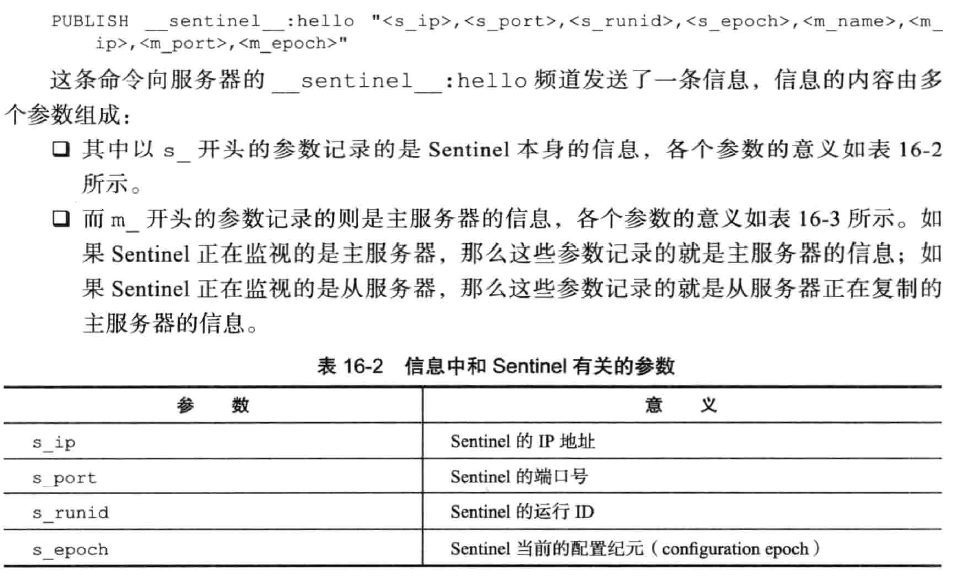 PUBLISH __sentinel__:hello "<s_ip>,<s_port>,<s_runid>,<s_epoch>,<m_name>,<m_
ip>,<m_port>,<m_epoch>"
这条命令向服务器的 __sentinel__:hello 频道发送了一条信息，信息的内容由多
个参数组成：
❑ 其中以 s_ 开头的参数记录的是 Sentinel 本身的信息，各个参数的意义如表 16-2
所示。
❑ 而 m_ 开头的参数记录的则是主服务器的信息，各个参数的意义如表 16-3 所示。如
果 Sentinel 正在监视的是主服务器，那么这些参数记录的就是主服务器的信息；如
果 Sentinel 正在监视的是从服务器，那么这些参数记录的就是从服务器正在复制的
主服务器的信息。
表 16-2 信息中和 Sentinel 有关的参数
参 数 意 义
s_ip Sentinel 的 IP 地址
s_port Sentinel 的端口号
s_runid Sentinel 的运行 ID
s_epoch Sentinel 当前的配置纪元（configuration epoch）